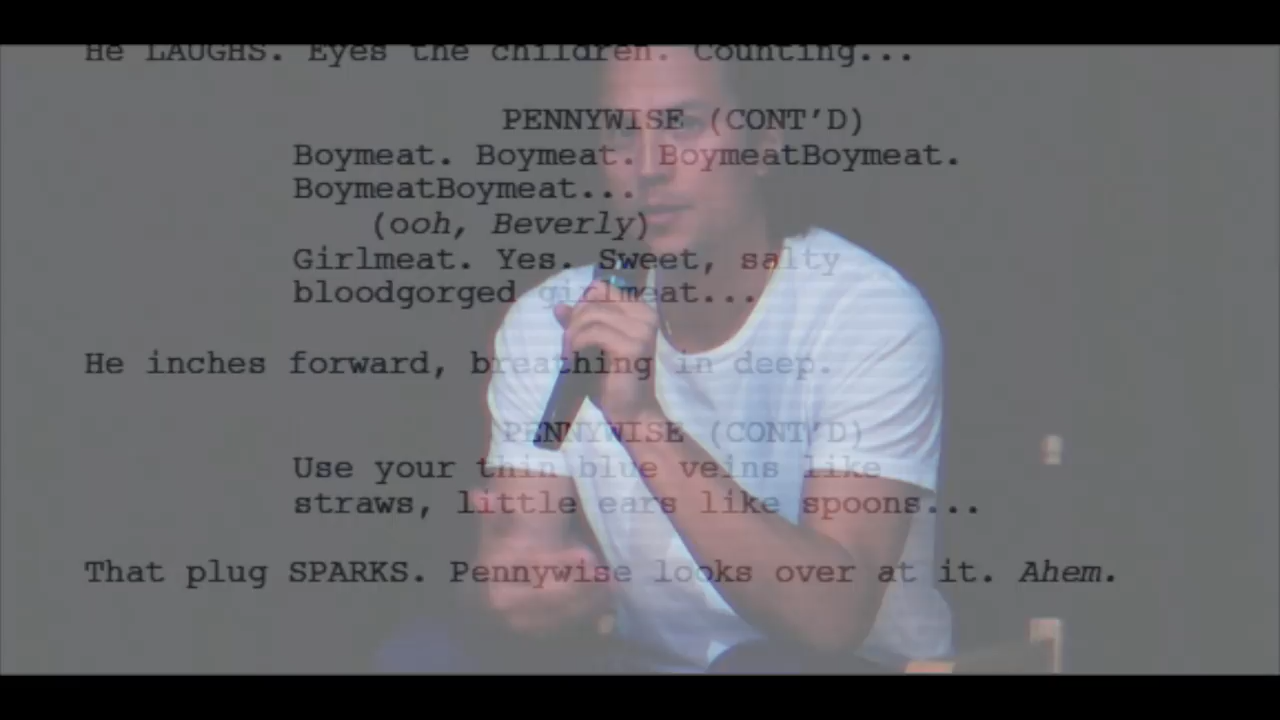 He LAUGHS. Eyes the children. Counting...
PENNYWISE (CONT'D)
Boymeat. Boymeat. BoymeatBoymeat.
BoymeatBoymeat...
(ooh, Beverly)
Girlmeat. Yes. Sweet, salty
bloodgorged girlmeat...
He inches forward, breathing in deep.
PENNYWISE (CONT'D)
Use your thin blue veins like
straws, little ears like spoons...
That plug SPARKS. Pennywise looks over at it. Ahem.